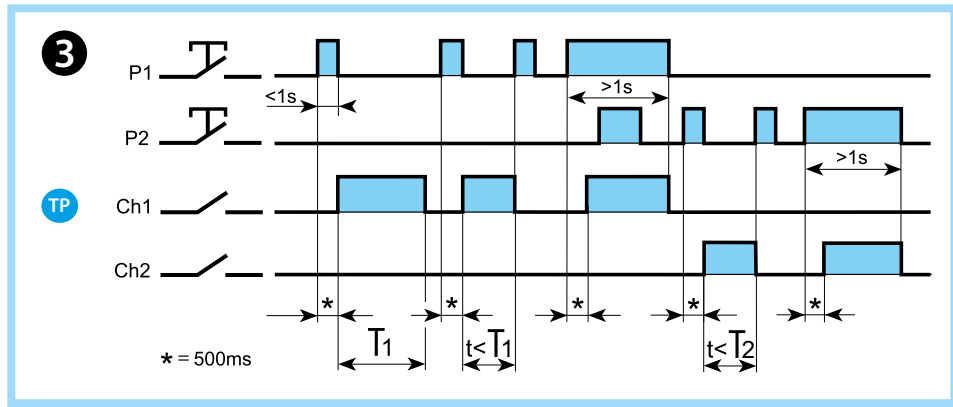 3
P1
<1s
>1s
P2
>1s
TP
Ch1
Ch2
* * * * *
T1 t<T1 t<T2
* = 500ms